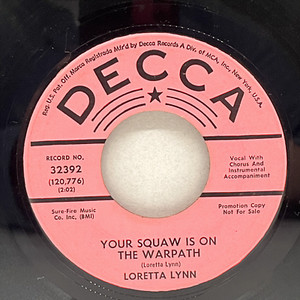 Reg. U.S. Pat. Off. Marca Registrada Mfr'd by Decca Records A Div. of MCA, Inc., New York, U.S.A.
DECCA
RECORD NO.
32392
(120,776)
(2:02)
Vocal With
Chorus And
Instrumental
Accompaniment
Sure-Fire Music
Co. Inc. (BMI)
Promotion Copy
Not For Sale
YOUR SQUAW IS ON
THE WARPATH
(Loretta Lynn)
LORETTA LYNN